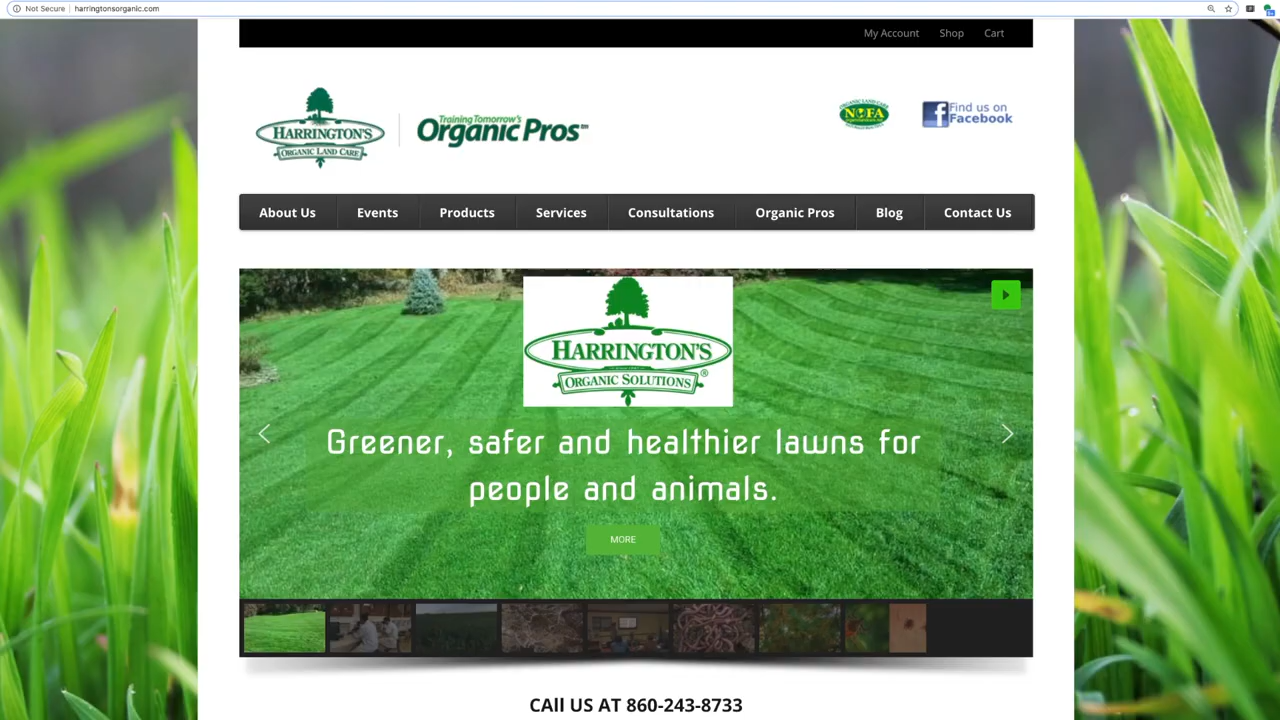 Not Secure | harringtonsorganic.com
My Account Shop Cart
HARRINGTON'S
ORGANIC LAND CARE
Training Tomorrow's
Organic Pros
NOFA
Find us on
Facebook
About Us Events Products Services Consultations Organic Pros Blog Contact Us
HARRINGTON'S
ORGANIC SOLUTIONS ®
Greener, safer and healthier lawns for
people and animals.
MORE
CAll US AT 860-243-8733